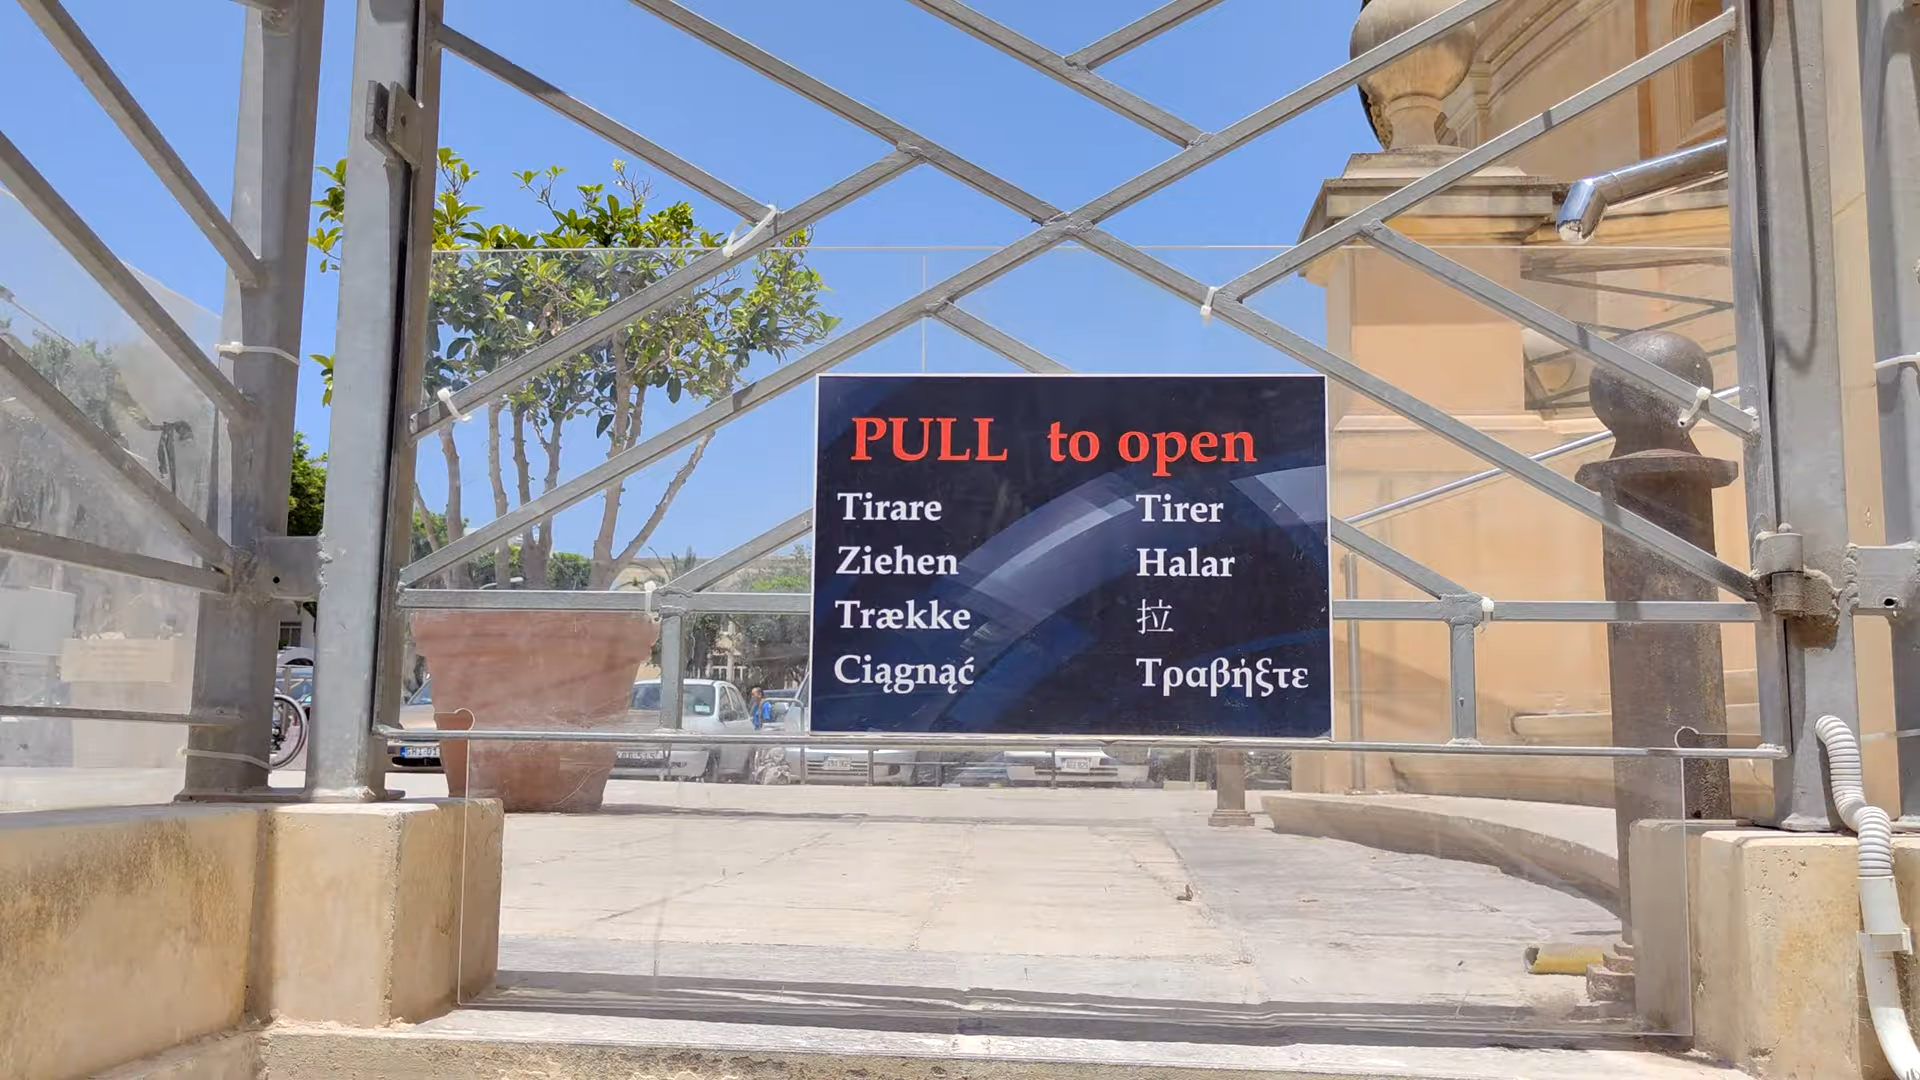 PULL to open
Tirare
Ziehen
Trække
Ciągnąć
Tirer
Halar
拉
Τραβήξτε